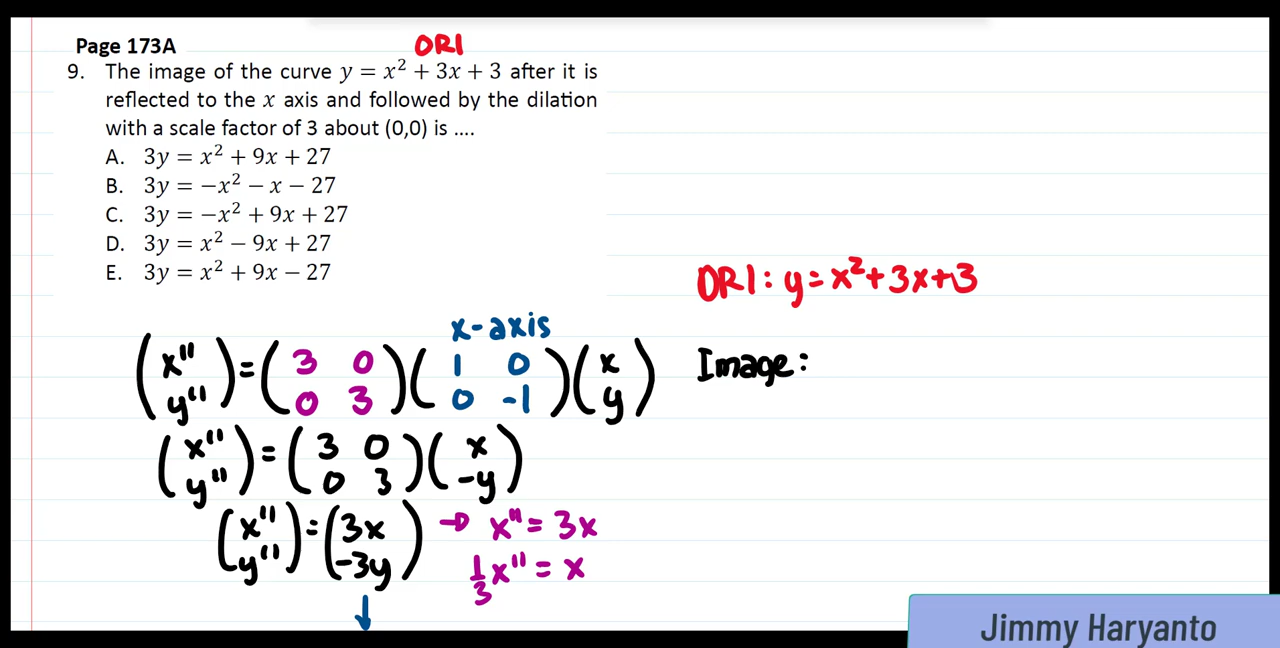 Page 173A
ORI
9. The image of the curve y = x² + 3x + 3 after it is
reflected to the x axis and followed by the dilation
with a scale factor of 3 about (0,0) is ....
A. 3y = x² + 9x + 27
B. 3y = −x² − x − 27
C. 3y = −x² + 9x + 27
D. 3y = x² − 9x + 27
E. 3y = x² + 9x − 27
ORI: y = x² + 3x + 3
Image:
x-axis
(x'' y'') = (3 0 0 3) (1 0 0 -1) (x y)
(x'' y'') = (3 0 0 3) (x -y)
(x'' y'') = (3x -3y) → x'' = 3x
1/3 x'' = x
↓
Jimmy Haryanto